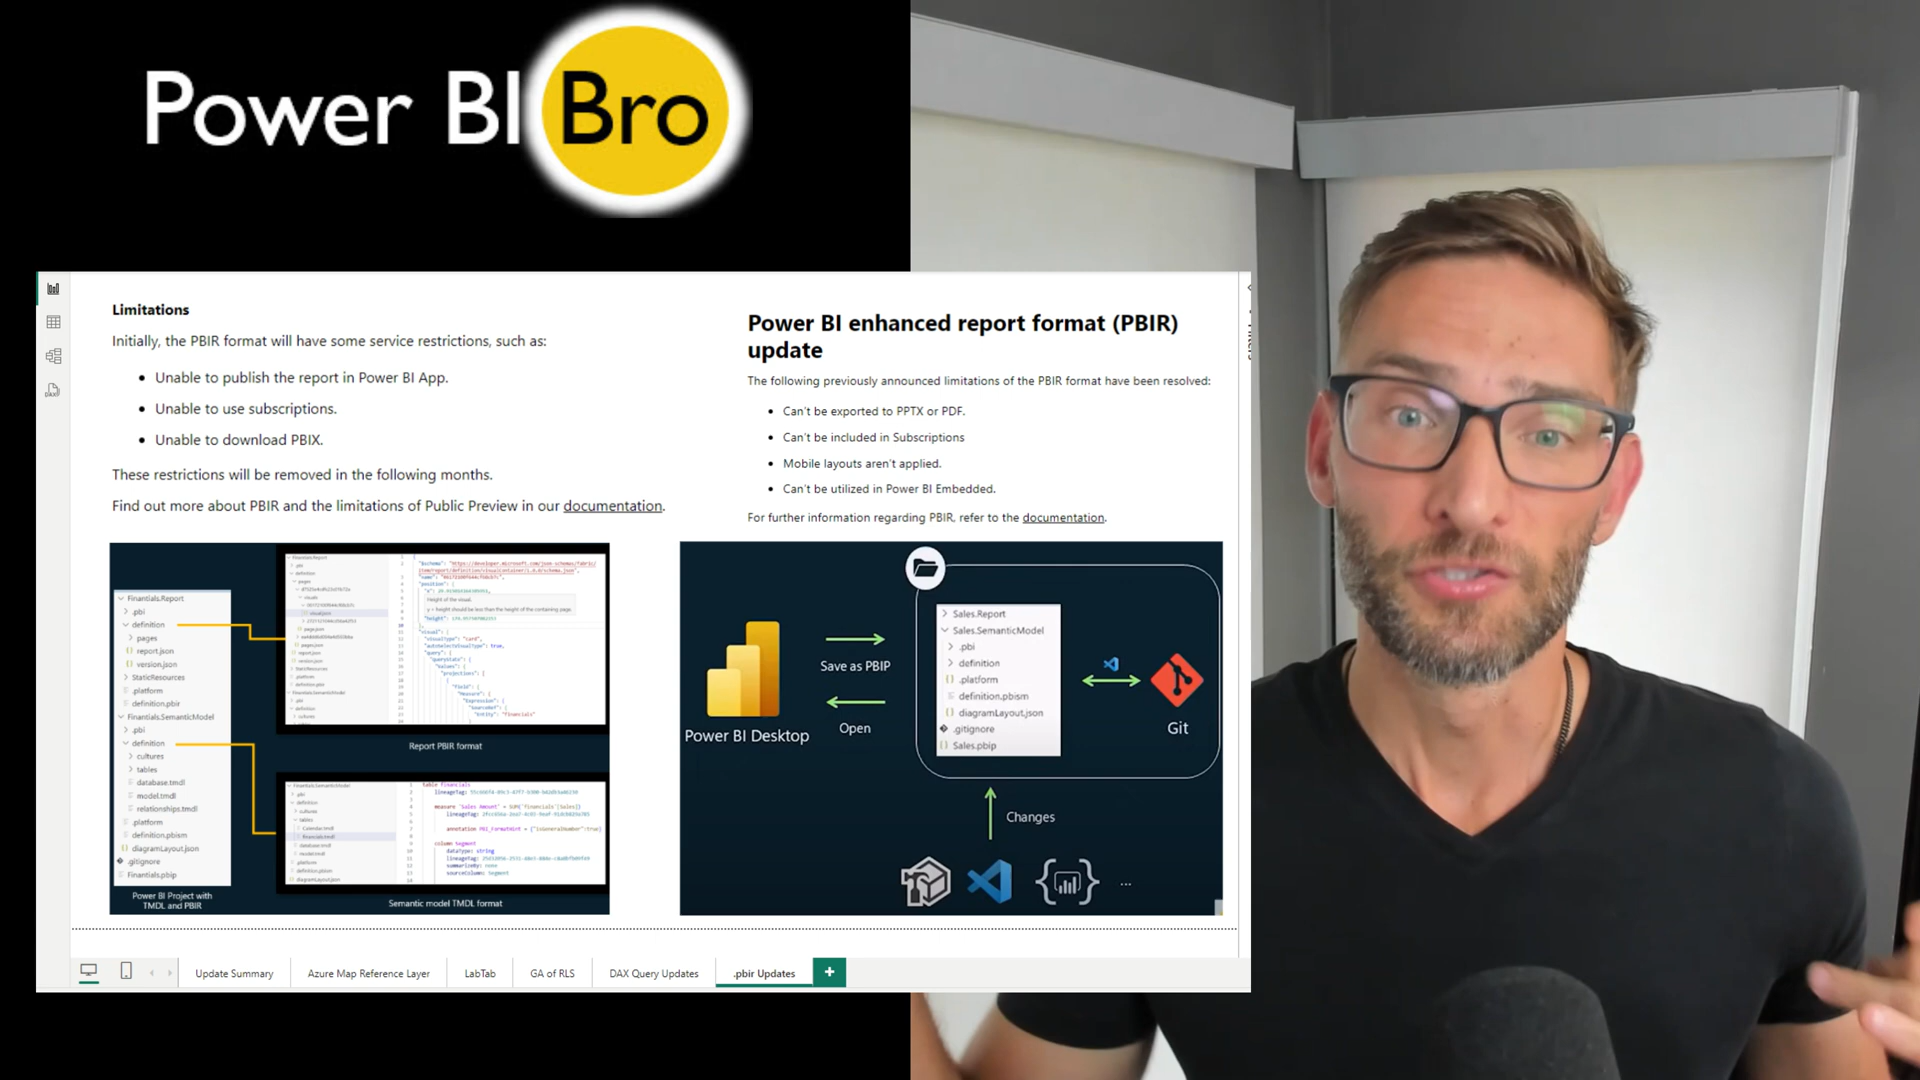 Power BI Bro
Limitations
Initially, the PBIR format will have some service restrictions, such as:
Unable to publish the report in Power BI App.
Unable to use subscriptions.
Unable to download PBIX.
These restrictions will be removed in the following months.
Find out more about PBIR and the limitations of Public Preview in our documentation.
Power BI enhanced report format (PBIR)
update
The following previously announced limitations of the PBIR format have been resolved:
Can't be exported to PPTX or PDF.
Can't be included in Subscriptions
Mobile layouts aren't applied.
Can't be utilized in Power BI Embedded.
For further information regarding PBIR, refer to the documentation.
Finantials.Report
.pbi
definition
pages
report.json
version.json
StaticResources
.platform
definition.pbir
Finantials.SemanticModel
.pbi
definition
cultures
tables
database.tmdl
model.tmdl
relationships.tmdl
.platform
definition.pbism
diagramLayout.json
.gitignore
Finantials.pbip
Power BI Project with
TMDL and PBIR
Report PBIR format
Semantic model TMDL format
Power BI Desktop
Save as PBIP
Open
Sales.Report
Sales.SemanticModel
.pbi
definition
.platform
definition.pbism
diagramLayout.json
.gitignore
Sales.pbip
Git
Changes
...
Update Summary
Azure Map Reference Layer
LabTab
GA of RLS
DAX Query Updates
.pbir Updates
+